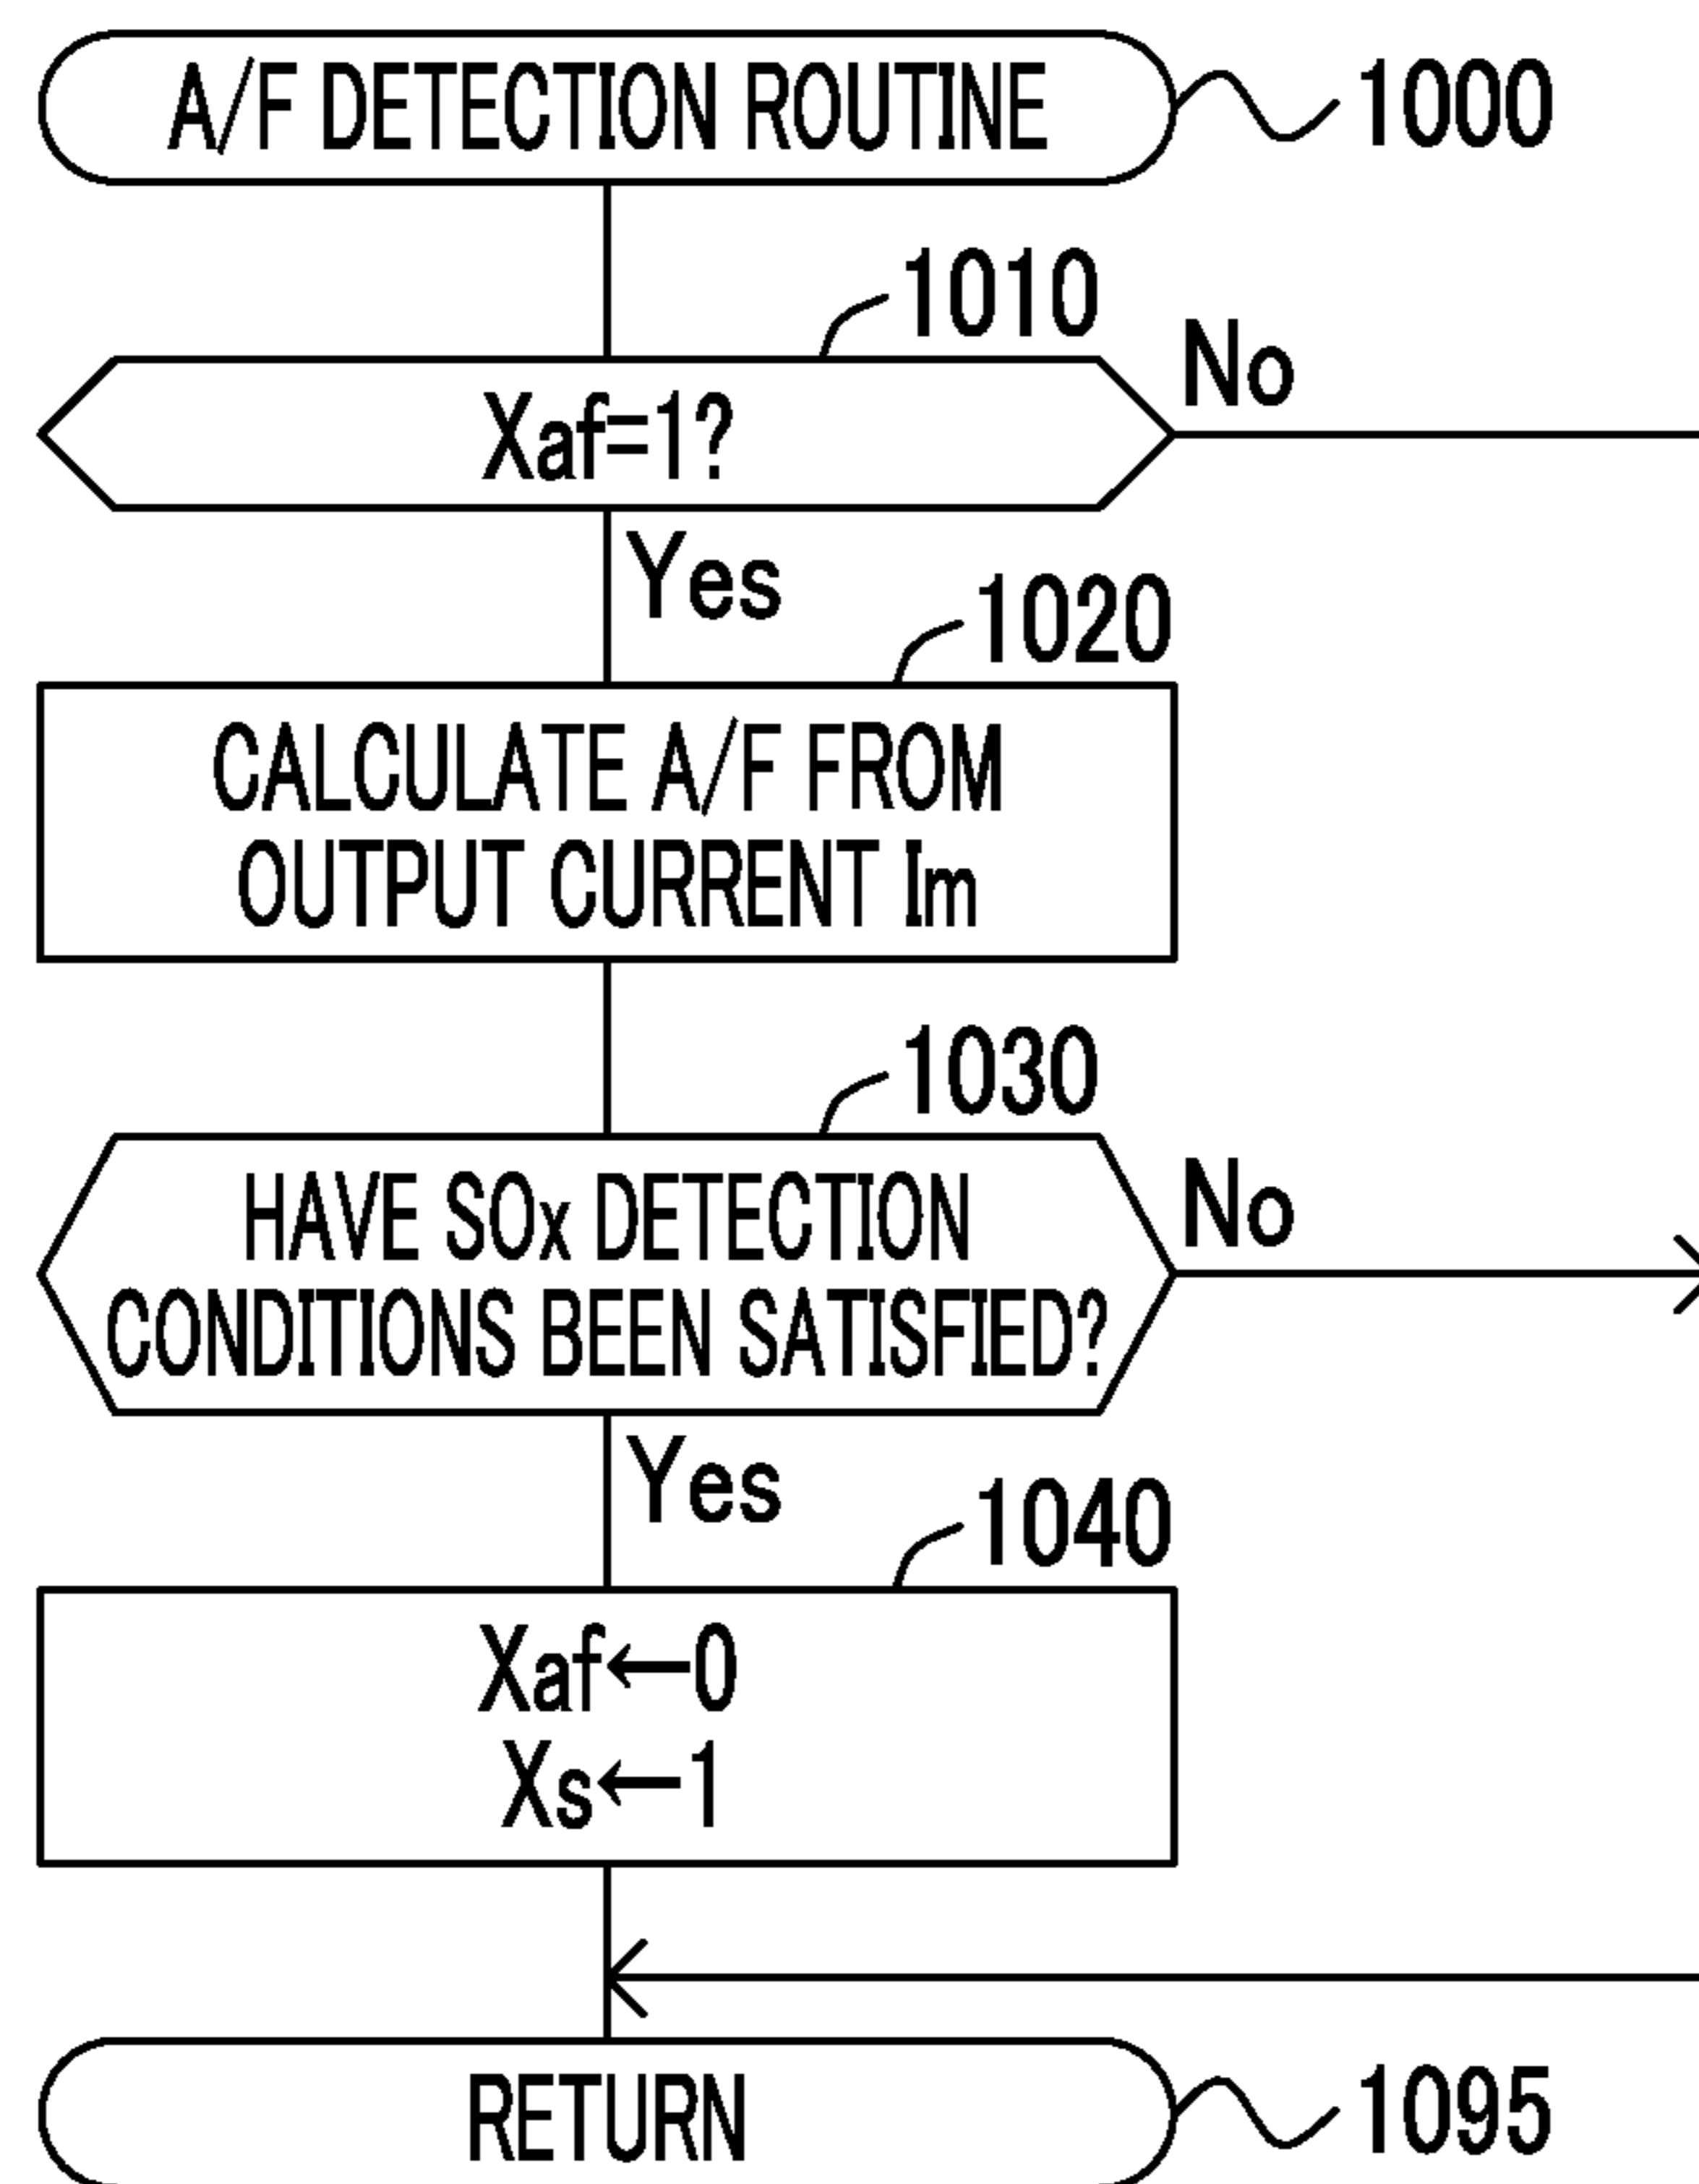 A/F DETECTION ROUTINE
1000
1010
Xaf=1?
No
Yes
1020
CALCULATE A/F FROM
OUTPUT CURRENT Im
1030
HAVE SOx DETECTION
CONDITIONS BEEN SATISFIED?
No
Yes
1040
Xaf←0
Xs←1
RETURN
1095